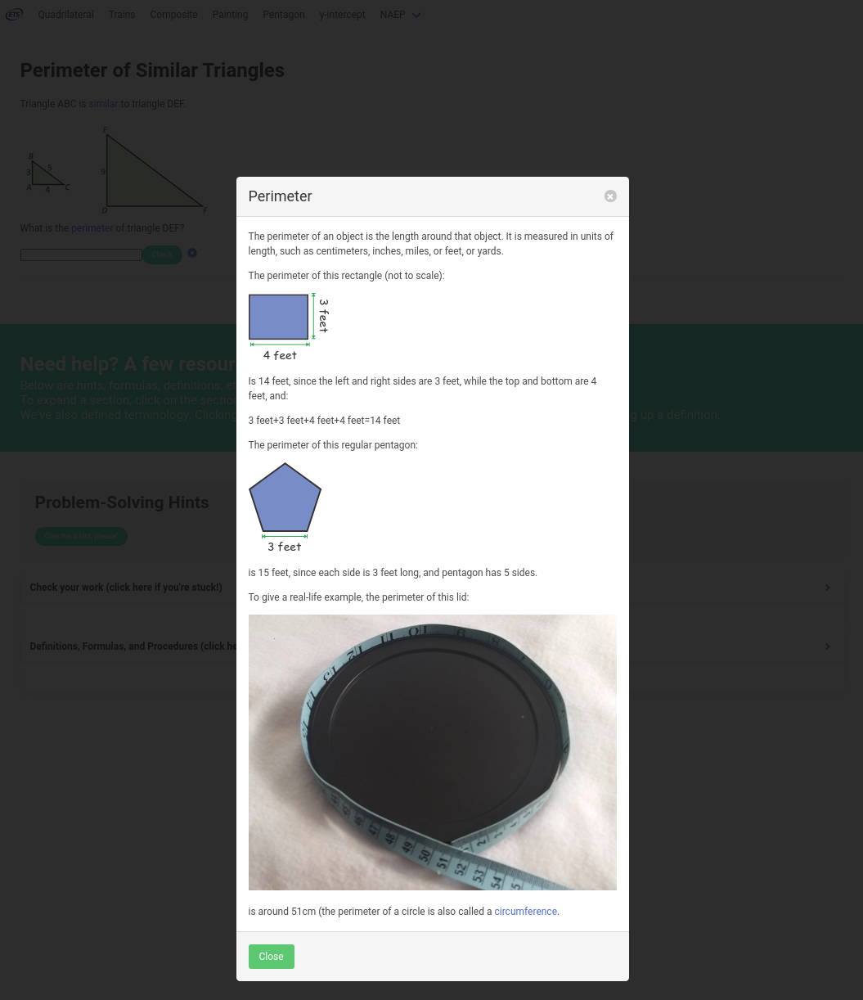 ETS Quadrilateral Trains Composite Painting Pentagon y-intercept NAEP
Perimeter of Similar Triangles
Triangle ABC is similar to triangle DEF.
E
B
5
3
9
A
4
C
D
F
What is the perimeter of triangle DEF?
Check
Need help? A few resour
Below are hints, formulas, definitions, et
To expand a section, click on the section
We've also defined terminology. Clicking
g up a definition.
Problem-Solving Hints
Give me a hint, please!
Check your work (click here if you're stuck!)
Definitions, Formulas, and Procedures (click he
Perimeter
The perimeter of an object is the length around that object. It is measured in units of
length, such as centimeters, inches, miles, or feet, or yards.
The perimeter of this rectangle (not to scale):
3 feet
4 feet
Is 14 feet, since the left and right sides are 3 feet, while the top and bottom are 4
feet, and:
3 feet+3 feet+4 feet+4 feet=14 feet
The perimeter of this regular pentagon:
3 feet
is 15 feet, since each side is 3 feet long, and pentagon has 5 sides.
To give a real-life example, the perimeter of this lid:
13 12 11 10 9 8
47 48 49 50 51 52 53 54
2
is around 51cm (the perimeter of a circle is also called a circumference.
Close